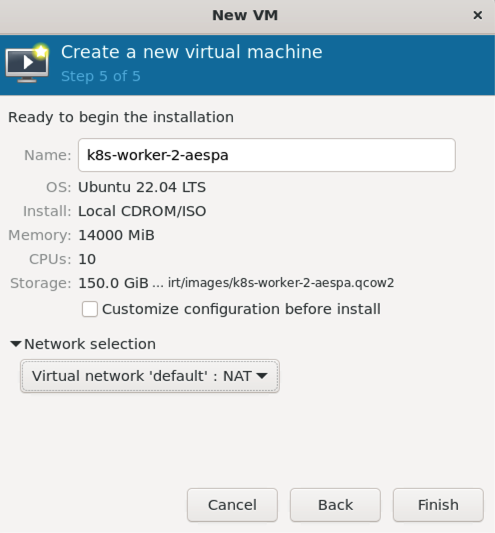 New VM ×
Create a new virtual machine
Step 5 of 5
Ready to begin the installation
Name: k8s-worker-2-aespa
OS: Ubuntu 22.04 LTS
Install: Local CDROM/ISO
Memory: 14000 MiB
CPUs: 10
Storage: 150.0 GiB ... irt/images/k8s-worker-2-aespa.qcow2
Customize configuration before install
Network selection
Virtual network 'default' : NAT
Cancel Back Finish